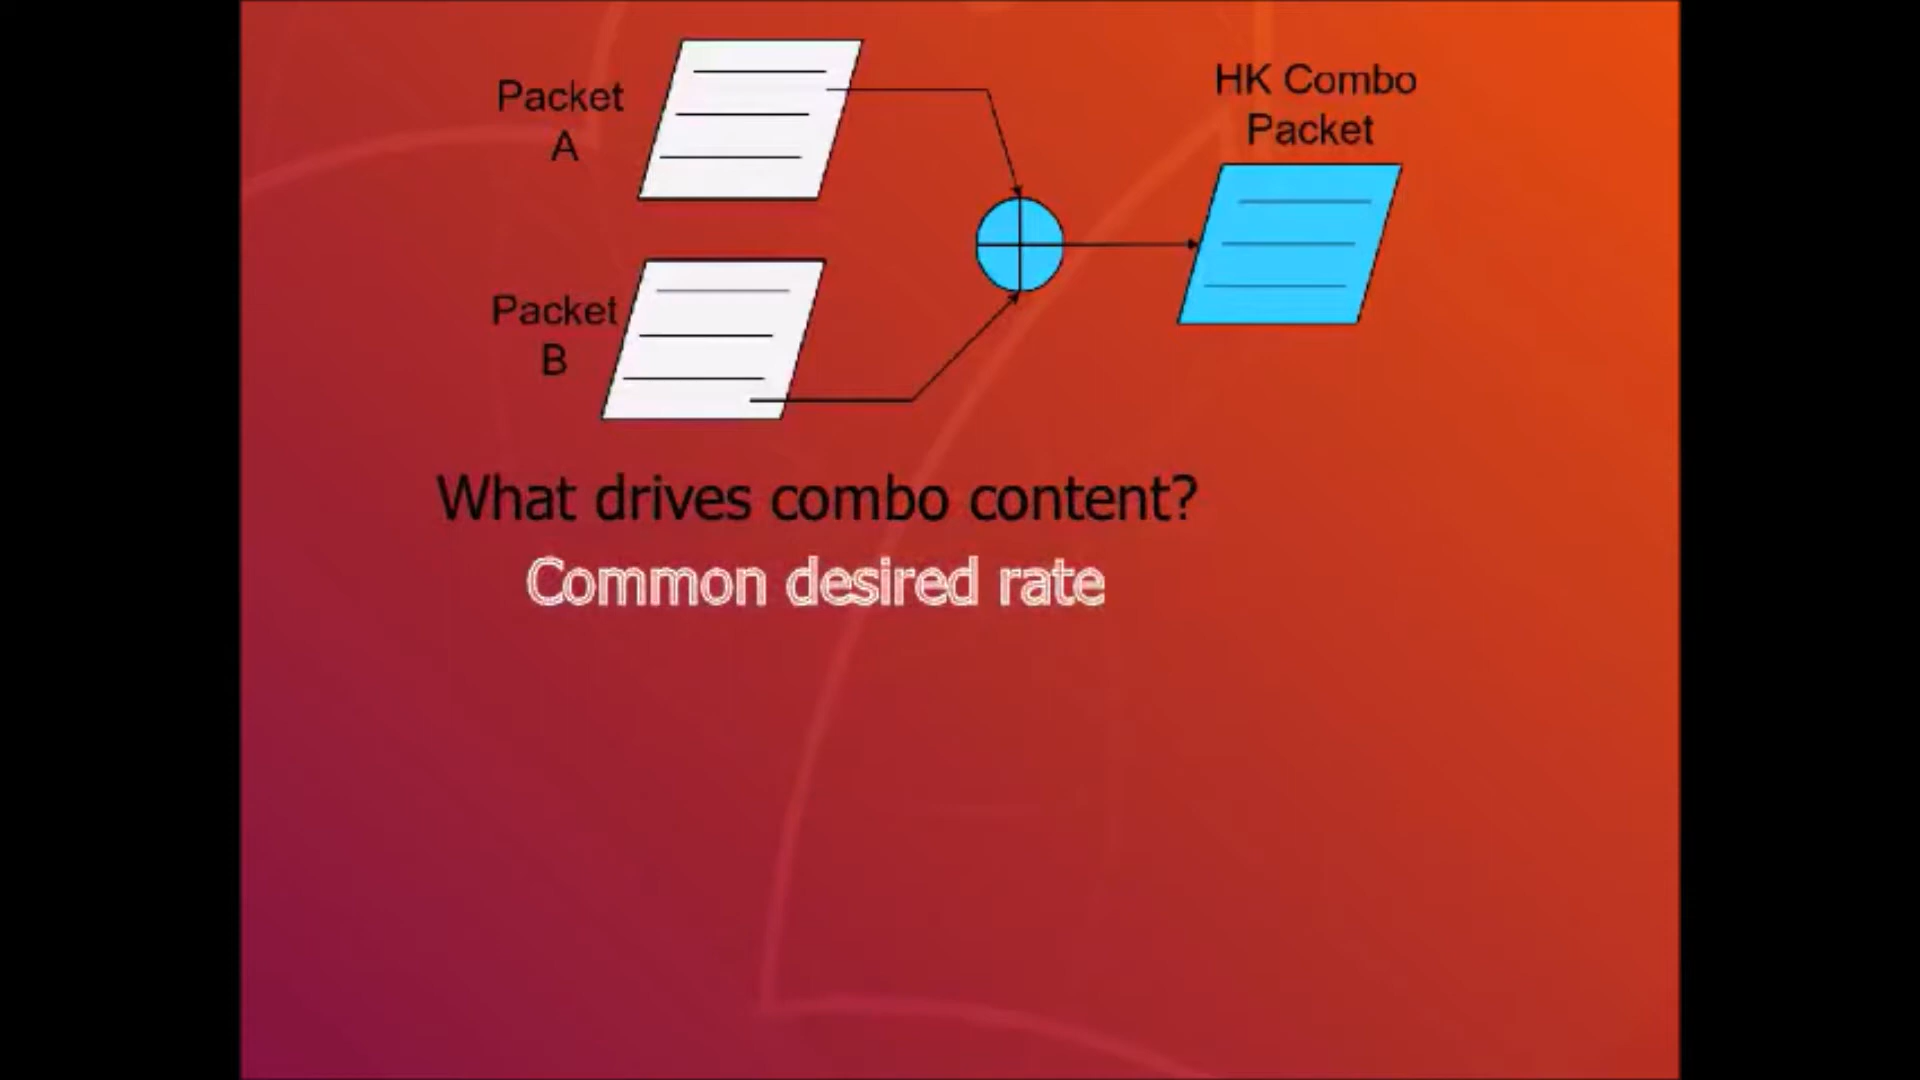 Packet
A
HK Combo
Packet
Packet
B
What drives combo content?
Common desired rate